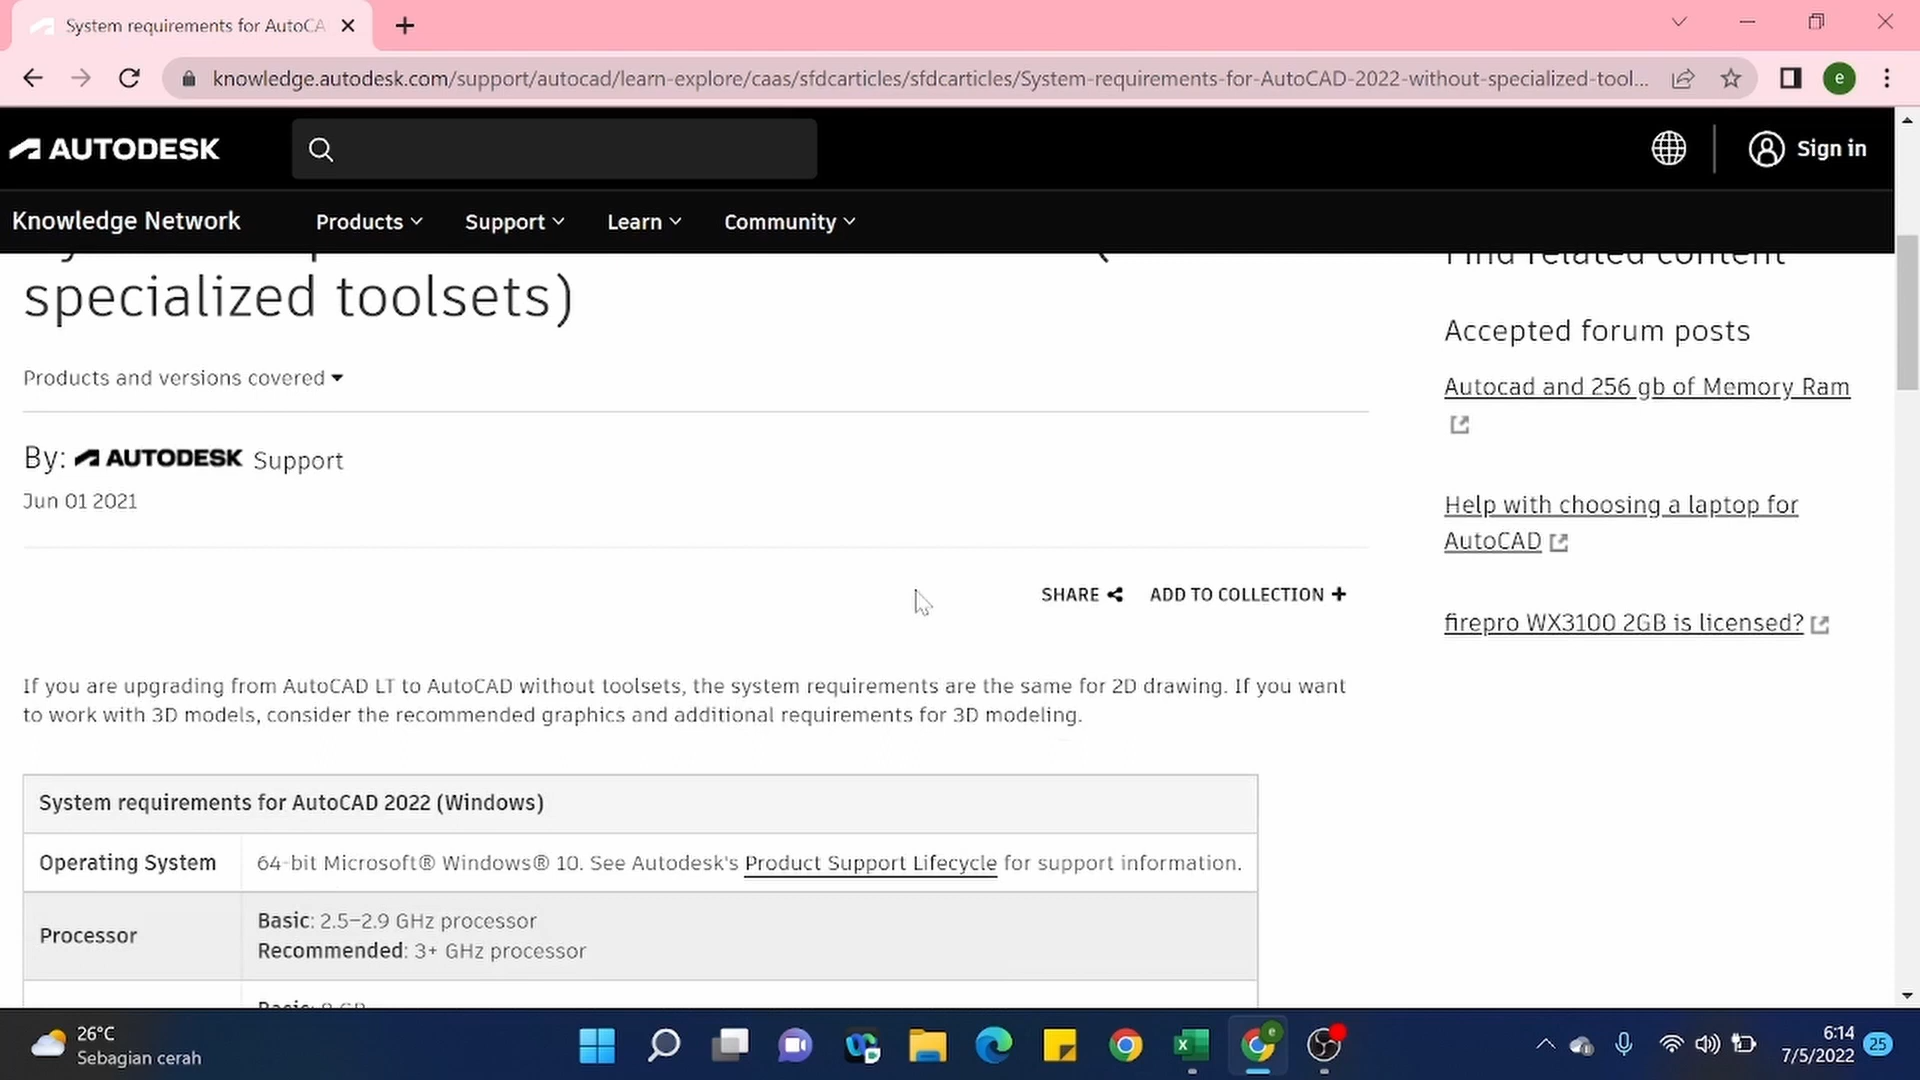 System requirements for AutoCA
knowledge.autodesk.com/support/autocad/learn-explore/caas/sfdcarticles/sfdcarticles/System-requirements-for-AutoCAD-2022-without-specialized-tool...
e
AUTODESK
Sign in
Knowledge Network
Products
Support
Learn
Community
specialized toolsets)
Products and versions covered
By: AUTODESK Support
Jun 01 2021
SHARE
ADD TO COLLECTION +
If you are upgrading from AutoCAD LT to AutoCAD without toolsets, the system requirements are the same for 2D drawing. If you want
to work with 3D models, consider the recommended graphics and additional requirements for 3D modeling.
System requirements for AutoCAD 2022 (Windows)
Operating System
64-bit Microsoft® Windows® 10. See Autodesk's Product Support Lifecycle for support information.
Processor
Basic: 2.5–2.9 GHz processor
Recommended: 3+ GHz processor
Basic: 8 GB
Find related content
Accepted forum posts
Autocad and 256 gb of Memory Ram
Help with choosing a laptop for
AutoCAD
firepro WX3100 2GB is licensed?
26°C
Sebagian cerah
6:14
7/5/2022
25